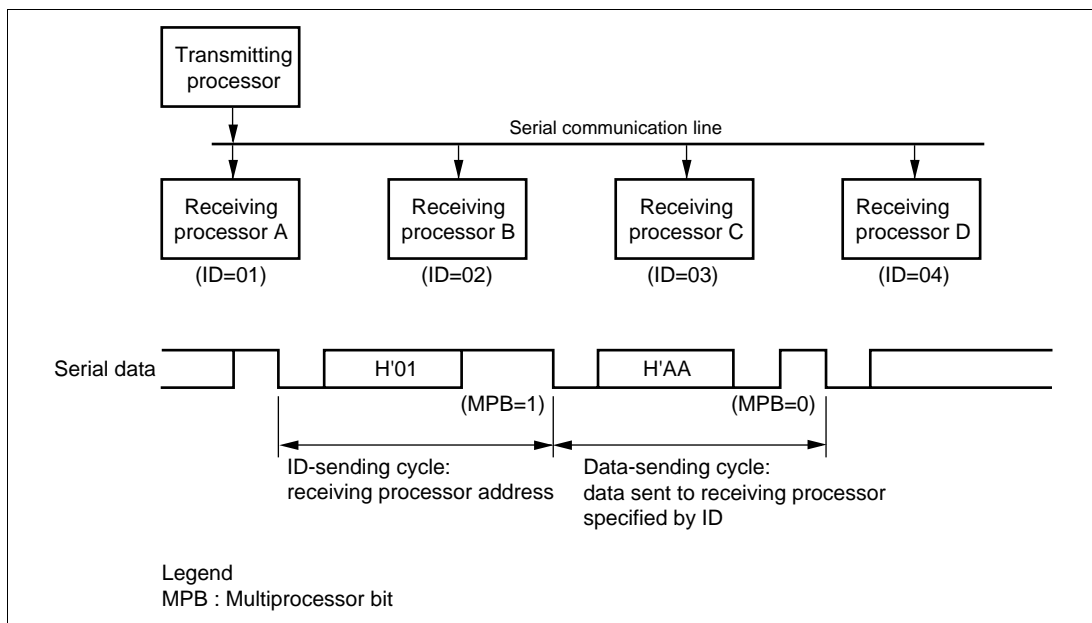 Transmitting
processor
Serial communication line
Receiving
processor A
Receiving
processor B
Receiving
processor C
Receiving
processor D
(ID=01)
(ID=02)
(ID=03)
(ID=04)
Serial data
H'01
H'AA
(MPB=1)
(MPB=0)
ID-sending cycle:
receiving processor address
Data-sending cycle:
data sent to receiving processor
specified by ID
Legend
MPB : Multiprocessor bit